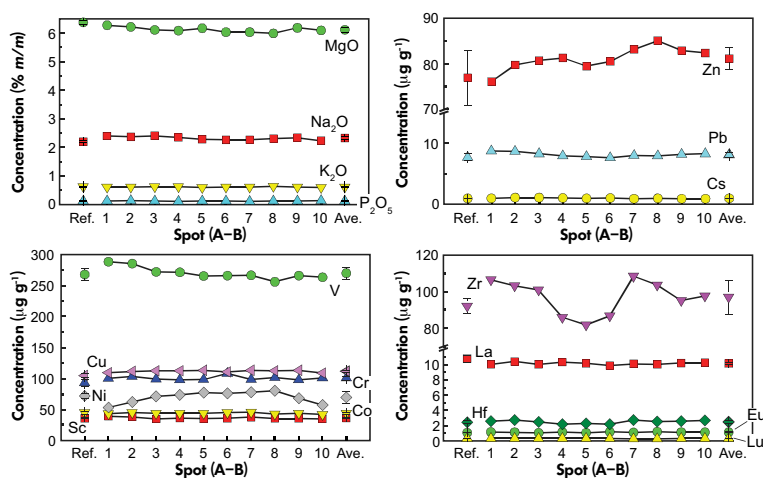 Concentration (% m/m)
6
5
4
3
2
1
0
MgO
Na₂O
K₂O
P₂O₅
Ref. 1 2 3 4 5 6 7 8 9 10 Ave.
Spot (A–B)
Concentration (µg g⁻¹)
90
80
70
20
10
0
Zn
Pb
Cs
Ref. 1 2 3 4 5 6 7 8 9 10 Ave.
Spot (A–B)
Concentration (µg g⁻¹)
300
250
200
150
100
50
0
V
Cu
Cr
Ni
Co
Sc
Ref. 1 2 3 4 5 6 7 8 9 10 Ave.
Spot (A–B)
Concentration (µg g⁻¹)
120
100
80
10
8
6
4
2
0
Zr
La
Hf
Eu
Lu
Ref. 1 2 3 4 5 6 7 8 9 10 Ave.
Spot (A–B)